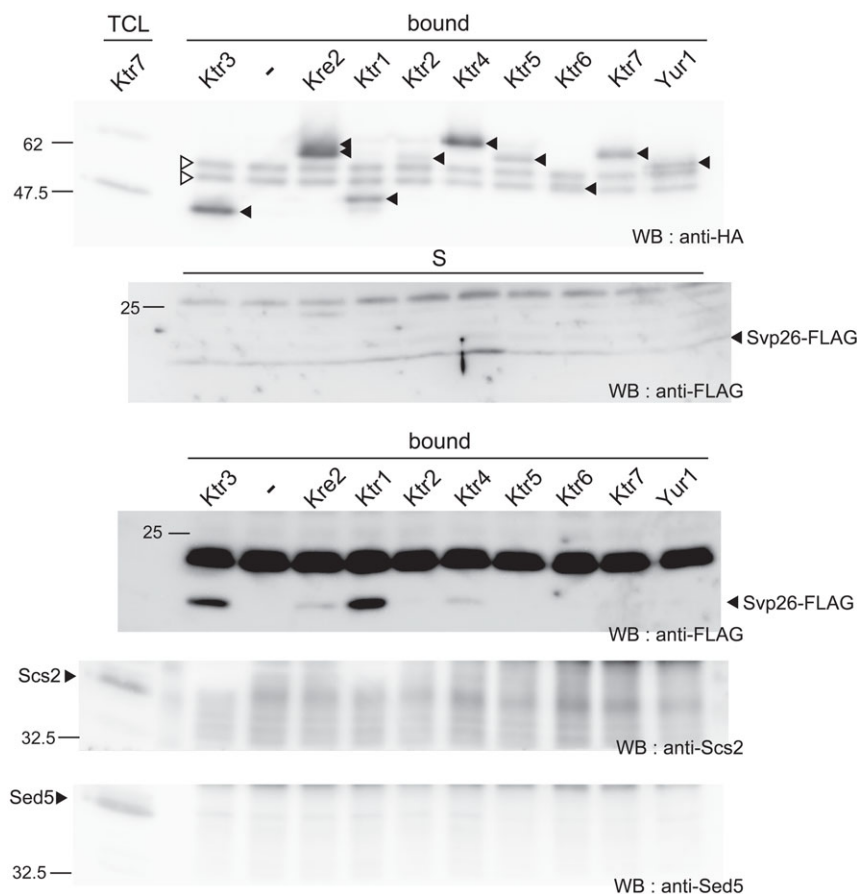 TCL bound
Ktr7 Ktr3 - Kre2 Ktr1 Ktr2 Ktr4 Ktr5 Ktr6 Ktr7 Yur1
62
47.5
WB : anti-HA
S
25
Svp26-FLAG
WB : anti-FLAG
bound
Ktr3 - Kre2 Ktr1 Ktr2 Ktr4 Ktr5 Ktr6 Ktr7 Yur1
25
Svp26-FLAG
WB : anti-FLAG
Scs2
32.5
WB : anti-Scs2
Sed5
32.5
WB : anti-Sed5